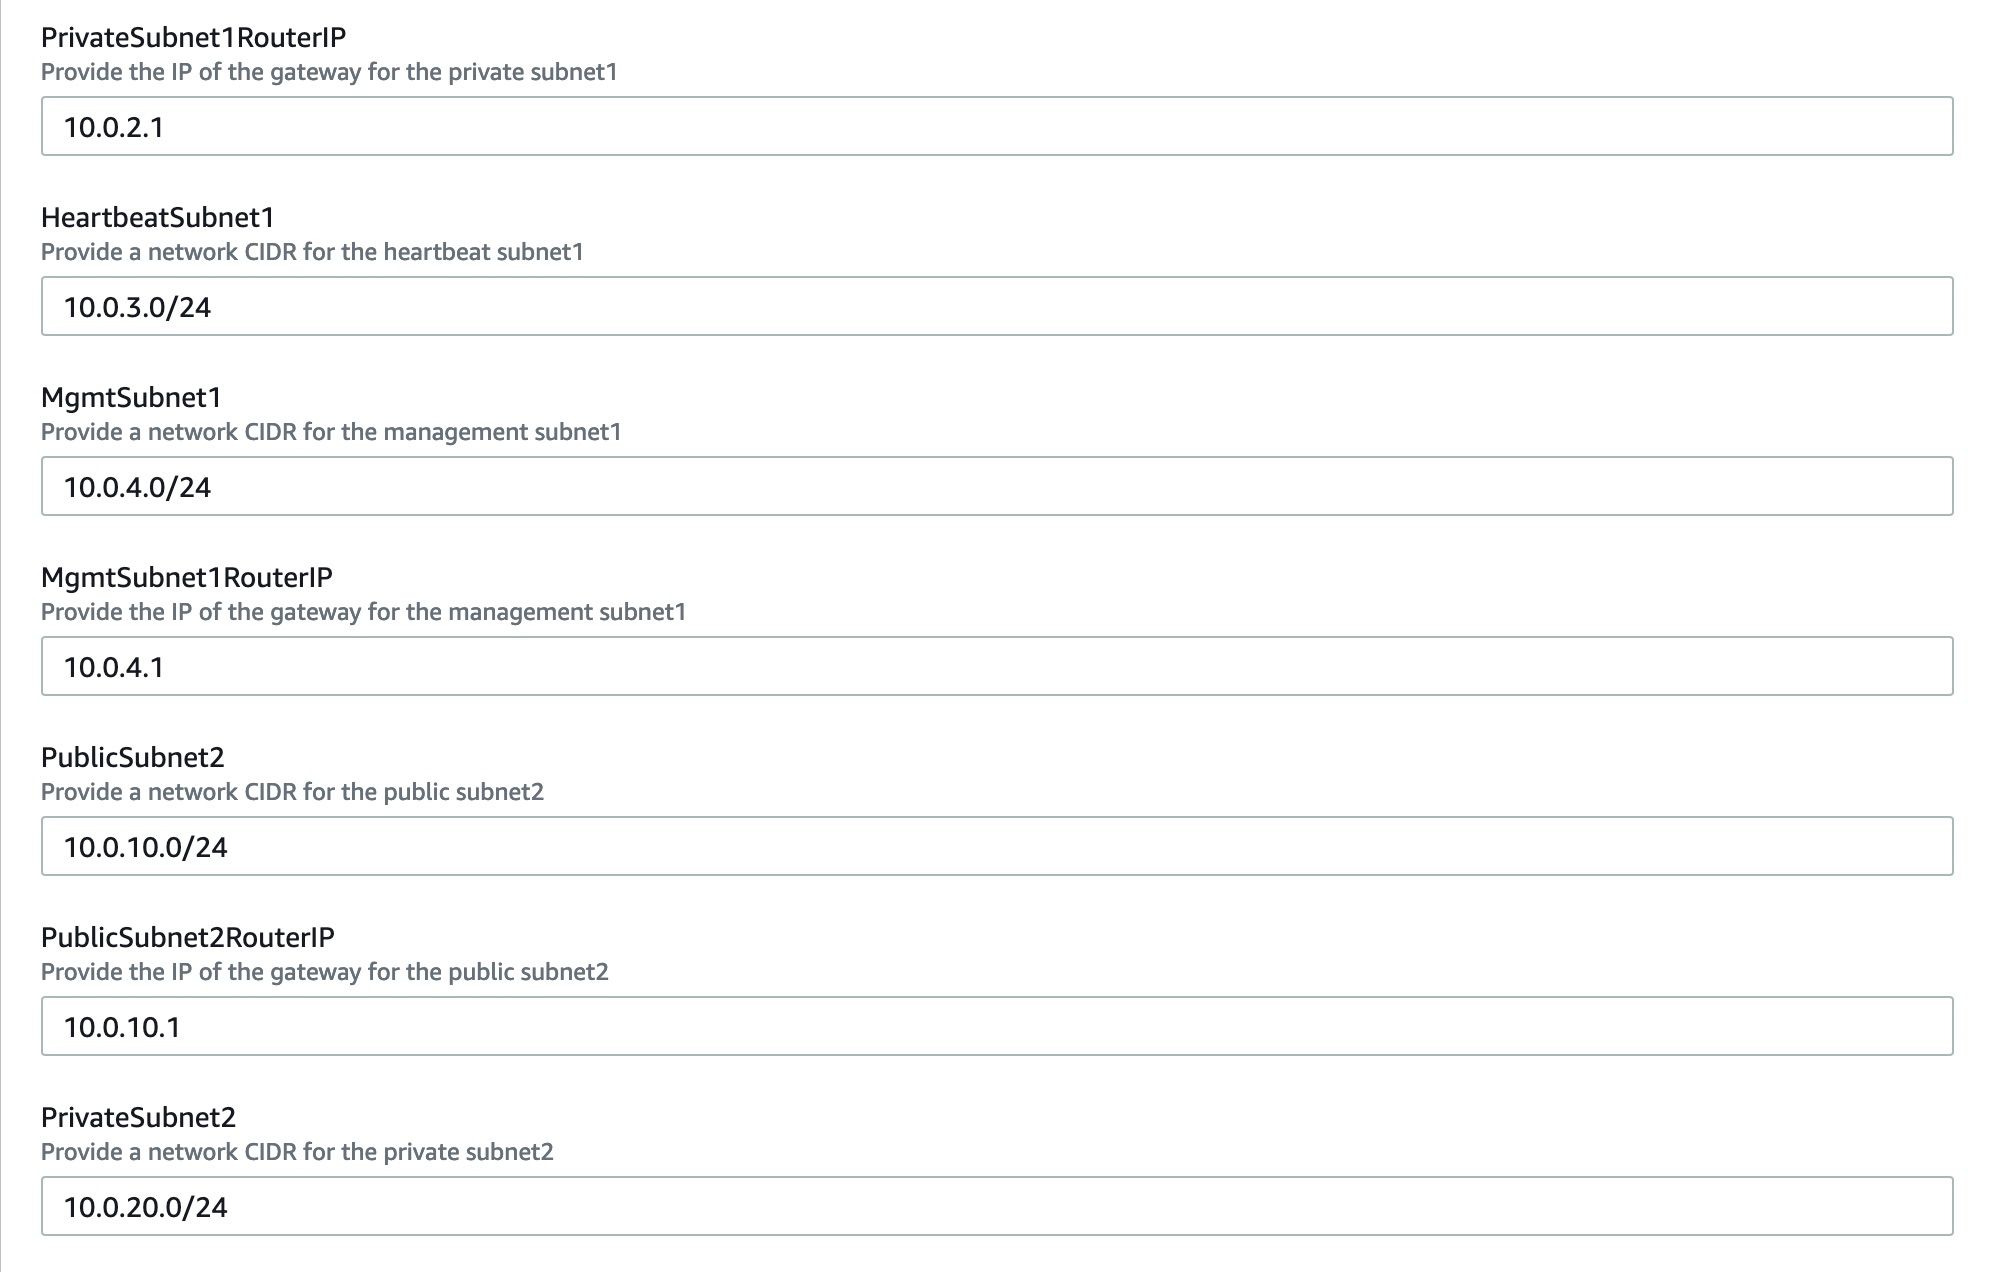 PrivateSubnet1RouterIP
Provide the IP of the gateway for the private subnet1
10.0.2.1
HeartbeatSubnet1
Provide a network CIDR for the heartbeat subnet1
10.0.3.0/24
MgmtSubnet1
Provide a network CIDR for the management subnet1
10.0.4.0/24
MgmtSubnet1RouterIP
Provide the IP of the gateway for the management subnet1
10.0.4.1
PublicSubnet2
Provide a network CIDR for the public subnet2
10.0.10.0/24
PublicSubnet2RouterIP
Provide the IP of the gateway for the public subnet2
10.0.10.1
PrivateSubnet2
Provide a network CIDR for the private subnet2
10.0.20.0/24